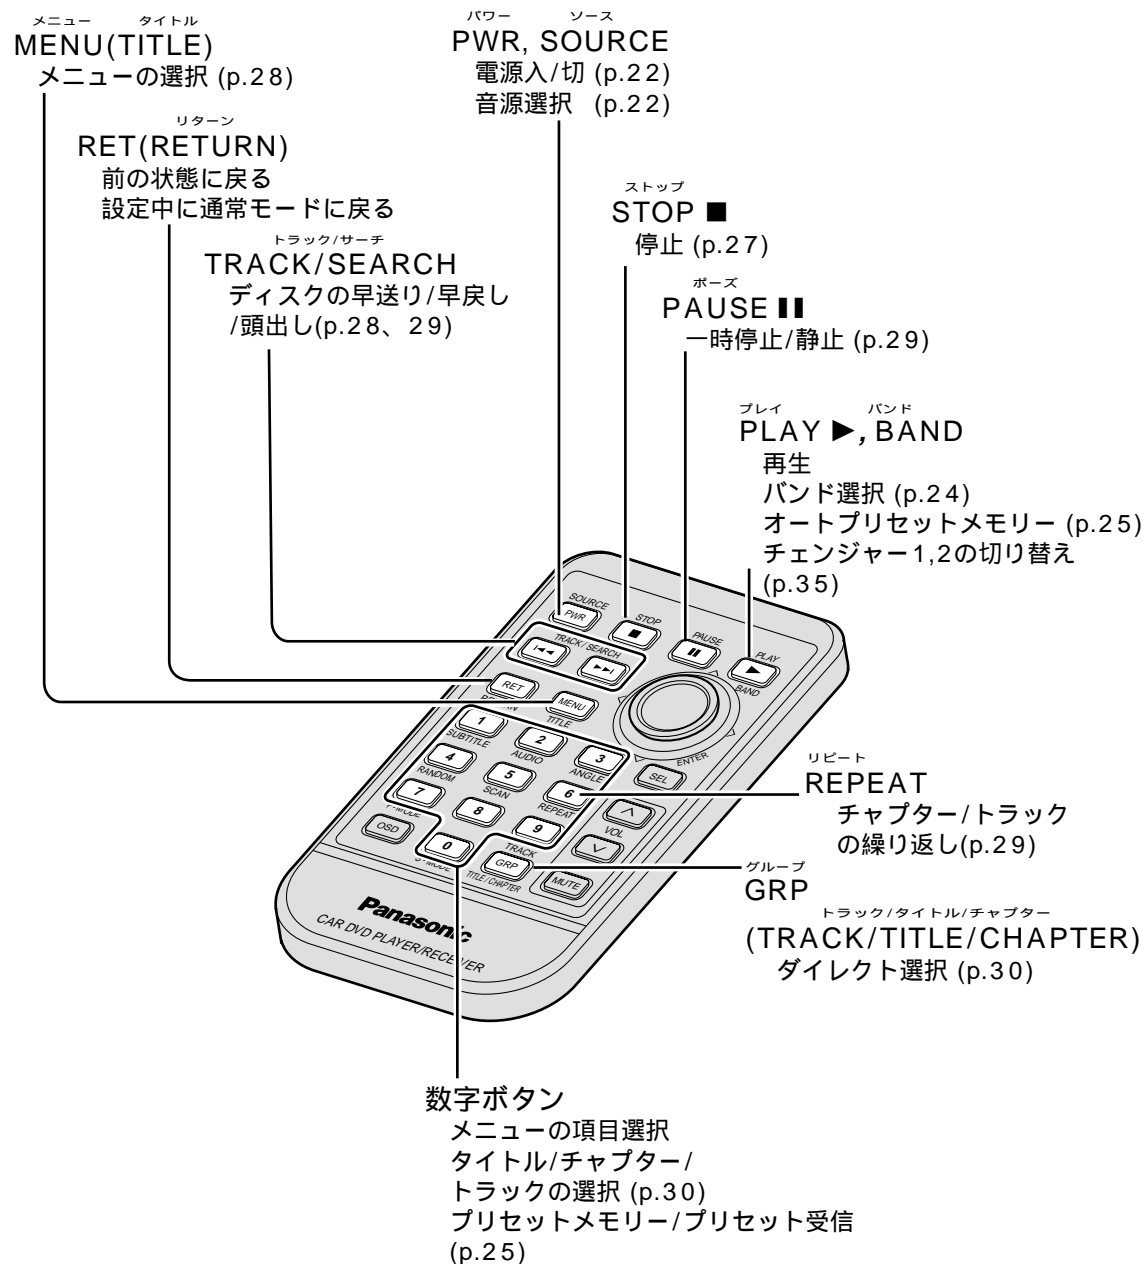 メニュー タイトル
MENU(TITLE)
メニューの選択 (p.28)
リターン
RET(RETURN)
前の状態に戻る
設定中に通常モードに戻る
トラック/サーチ
TRACK/SEARCH
ディスクの早送り/早戻し
/頭出し(p.28、29)
パワー ソース
PWR, SOURCE
電源入/切 (p.22)
音源選択 (p.22)
ストップ
STOP ■
停止 (p.27)
ポーズ
PAUSE ❚❚
一時停止/静止 (p.29)
プレイ バンド
PLAY ▶, BAND
再生
バンド選択 (p.24)
オートプリセットメモリー (p.25)
チェンジャー1,2の切り替え
(p.35)
SOURCE
PWR
STOP
■
PAUSE
❚❚
PLAY
▶
BAND
TRACK/SEARCH
RET
MENU
TITLE
ENTER
SEL
1
SUBTITLE
2
AUDIO
3
ANGLE
4
RANDOM
5
SCAN
6
REPEAT
7
8
9
VOL
OSD
0
TRACK
GRP
TITLE/CHAPTER
MUTE
Panasonic
CAR DVD PLAYER/RECEIVER
リピート
REPEAT
チャプター/トラック
の繰り返し(p.29)
グループ
GRP
トラック/タイトル/チャプター
(TRACK/TITLE/CHAPTER)
ダイレクト選択 (p.30)
数字ボタン
メニューの項目選択
タイトル/チャプター/
トラックの選択 (p.30)
プリセットメモリー/プリセット受信
(p.25)